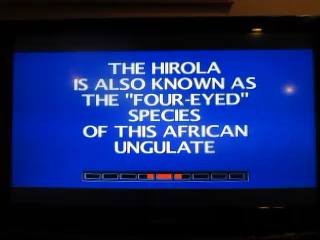 THE HIROLA
IS ALSO KNOWN AS
THE "FOUR-EYED"
SPECIES
OF THIS AFRICAN
UNGULATE